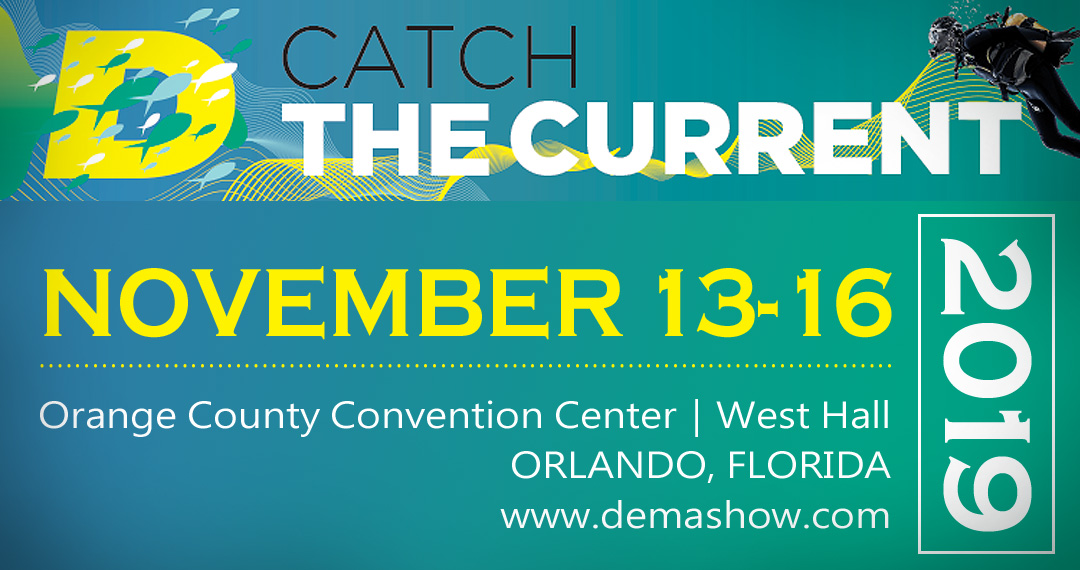 D
CATCH
THE CURRENT
NOVEMBER 13-16
Orange County Convention Center | West Hall
ORLANDO, FLORIDA
www.demashow.com
2019